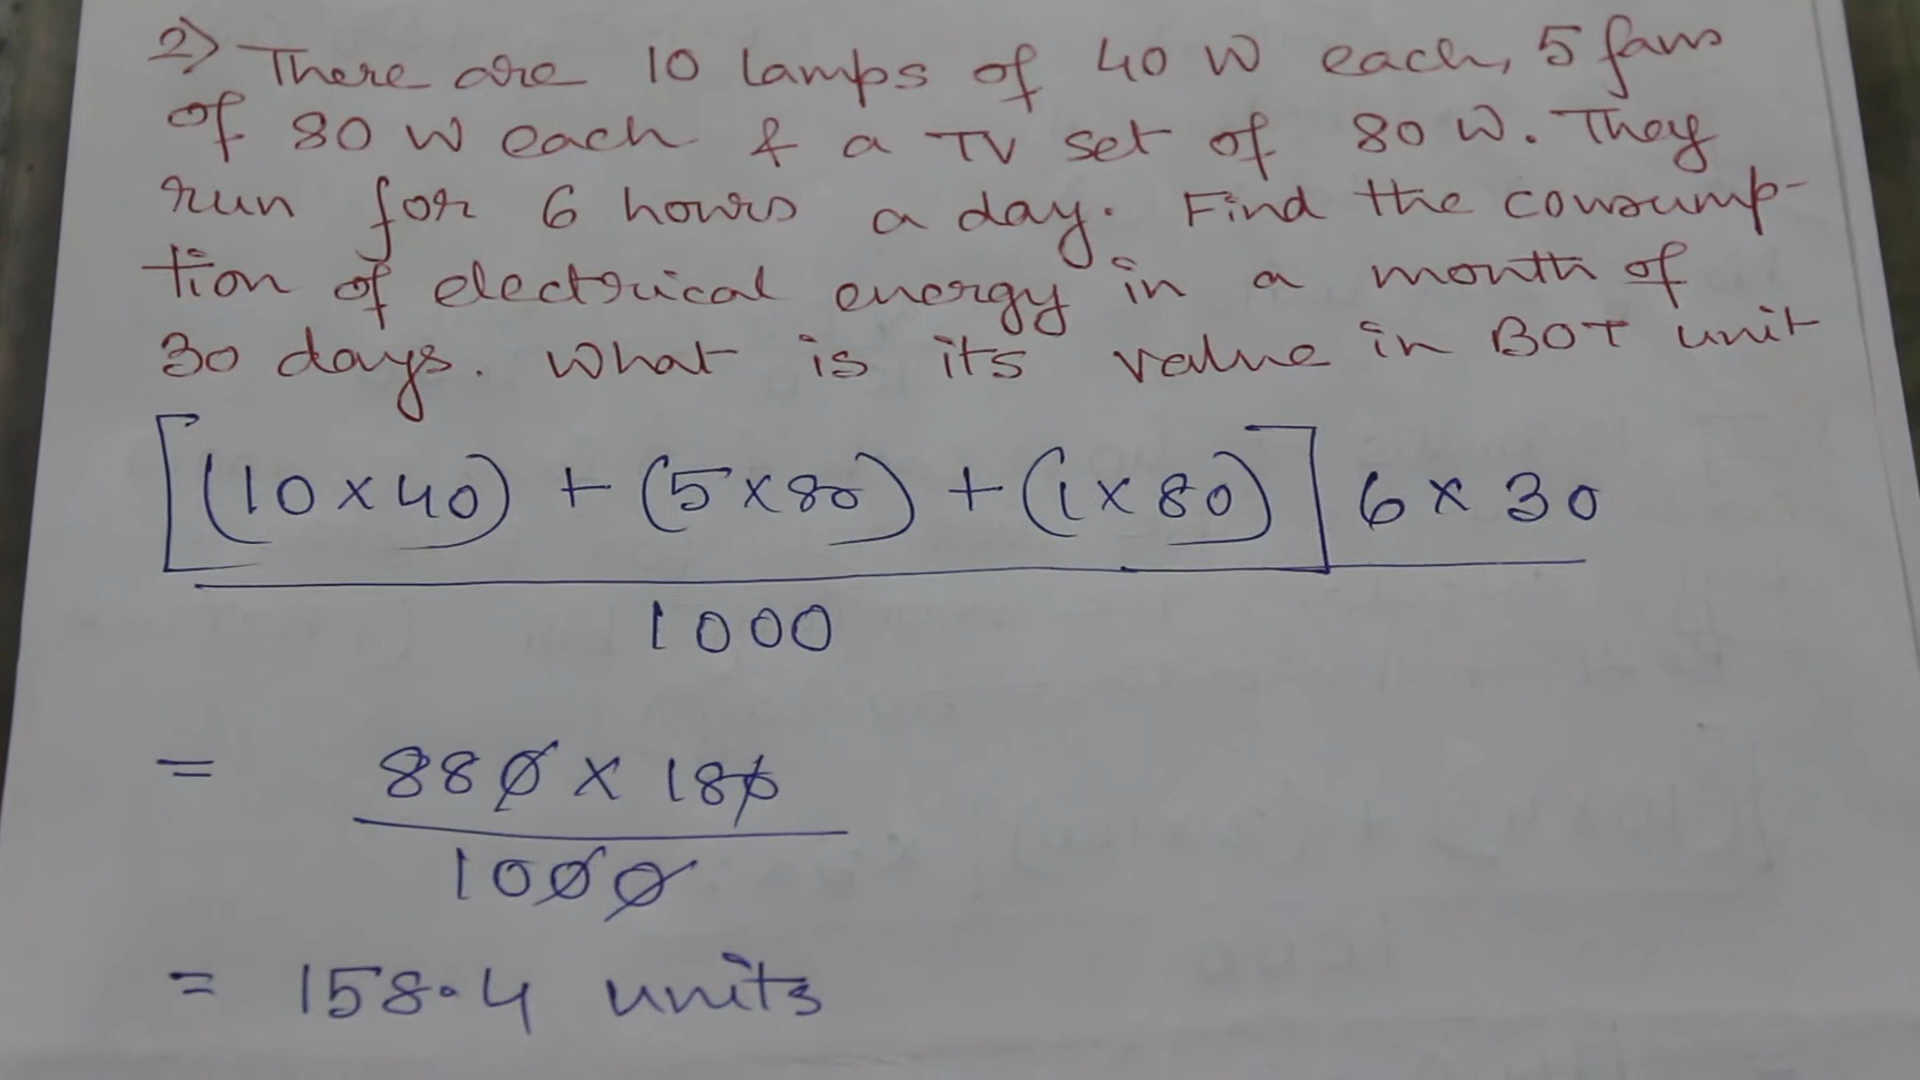 2) There are 10 lamps of 40 W each, 5 fans
of 80 W each & a TV set of 80 W. They
run for 6 hours a day. Find the consump-
tion of electrical energy in a month of
30 days. What is its value in BOT unit
[(10 x 40) + (5 x 80) + (1 x 80)] 6 x 30
1000
= 880 x 180
1000
= 158.4 units